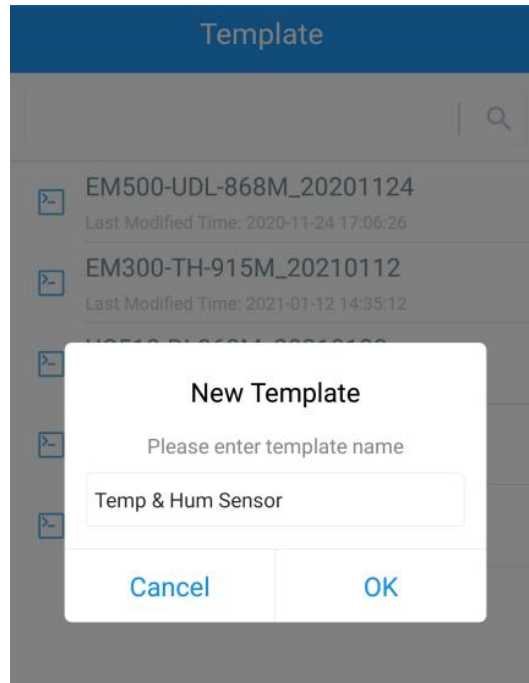 Template
EM500-UDL-868M_20201124
Last Modified Time: 2020-11-24 17:06:26
EM300-TH-915M_20210112
Last Modified Time: 2021-01-12 14:35:12
New Template
Please enter template name
Temp & Hum Sensor
Cancel
OK